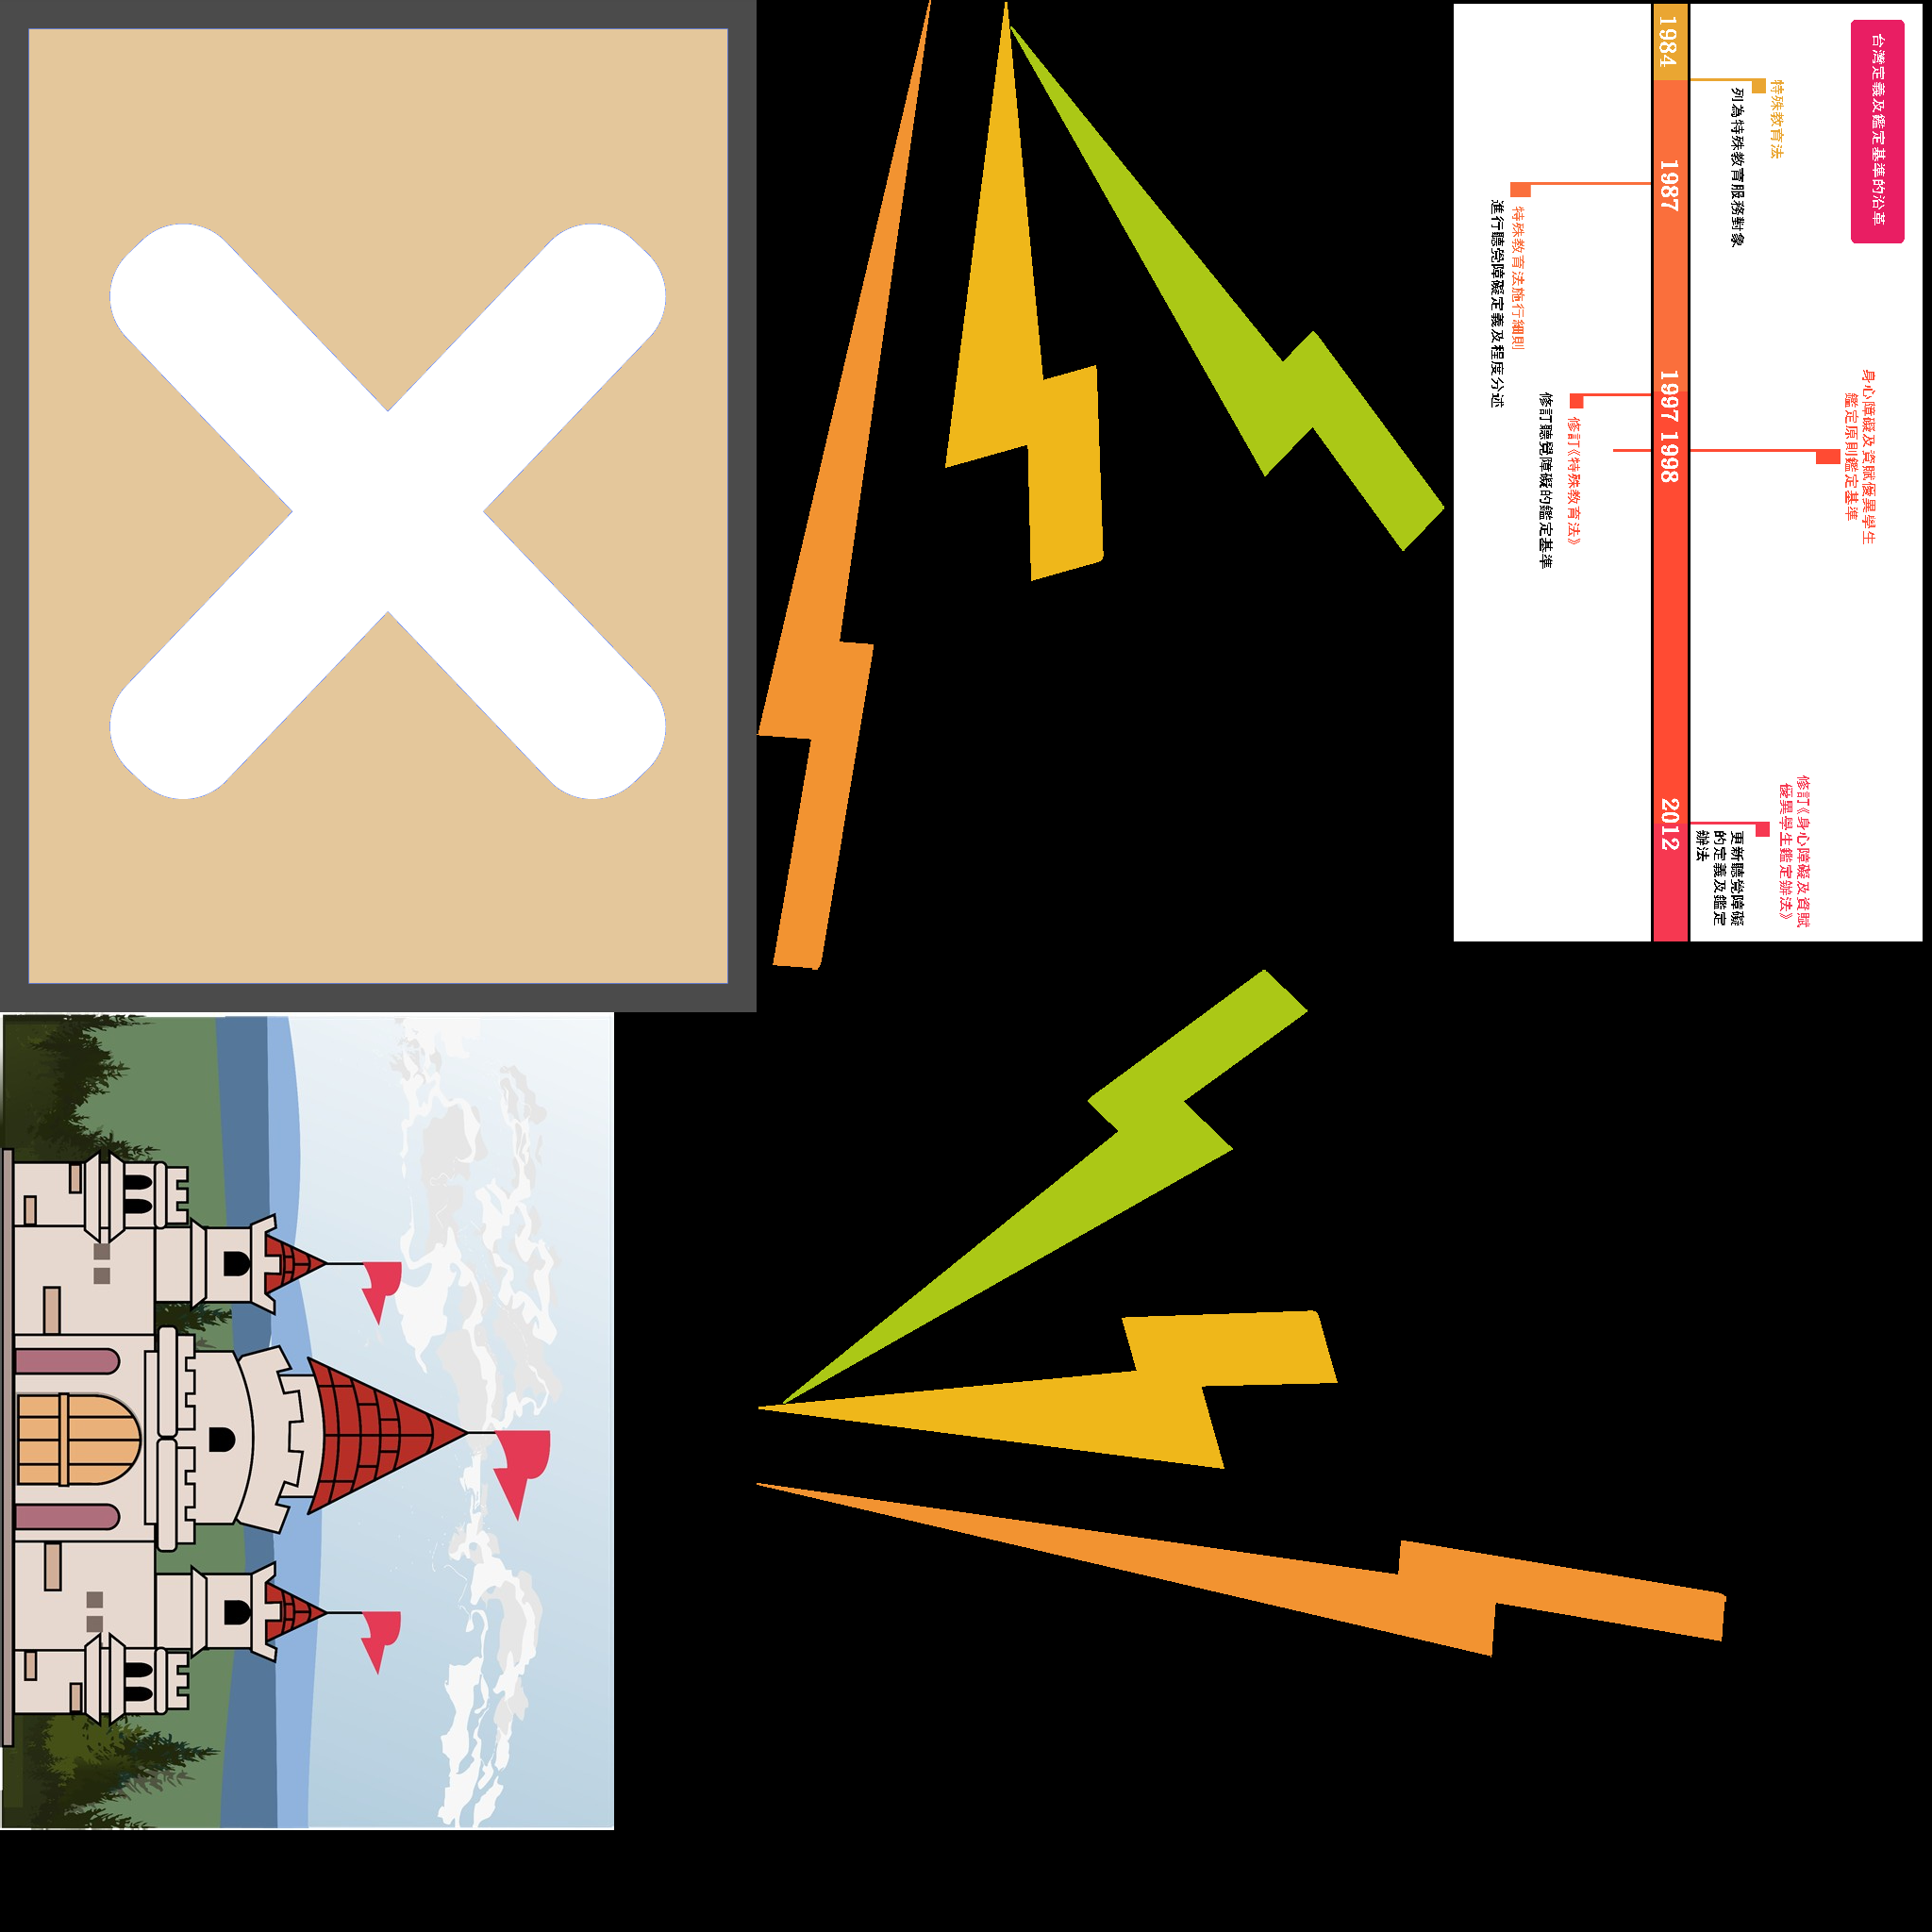 台灣定義及鑑定基準的沿革
1984
特殊教育法
列為特殊教育服務對象
1987
特殊教育法施行細則
進行聽覺障礙定義及程度分述
1997
修訂《特殊教育法》
修訂聽覺障礙的鑑定基準
1998
身心障礙及資賦優異學生
鑑定原則鑑定基準
2012
修訂《身心障礙及資賦
優異學生鑑定辦法》
更新聽覺障礙
的定義及鑑定
辦法